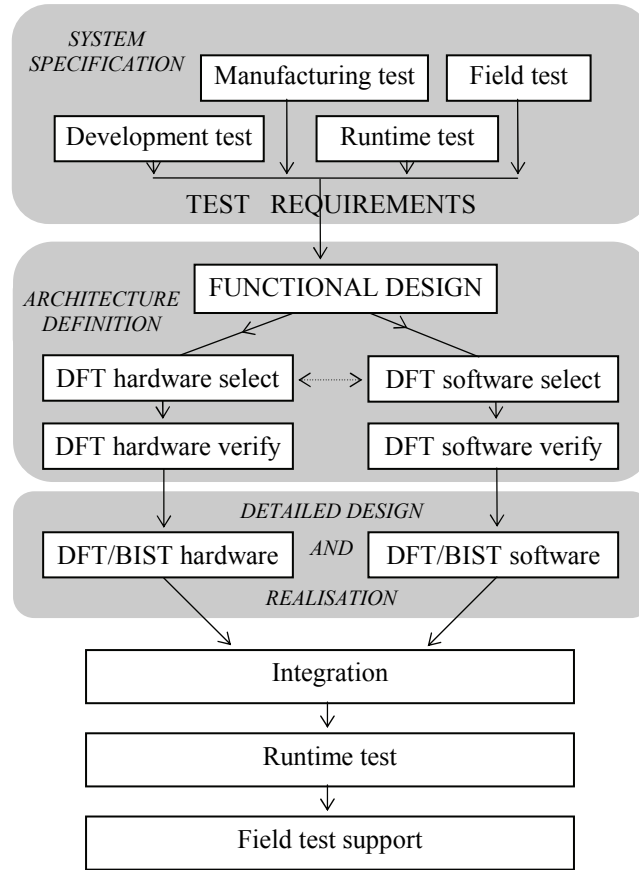 SYSTEM
SPECIFICATION
Manufacturing test
Field test
Development test
Runtime test
TEST REQUIREMENTS
FUNCTIONAL DESIGN
ARCHITECTURE
DEFINITION
DFT hardware select
DFT software select
DFT hardware verify
DFT software verify
DETAILED DESIGN
DFT/BIST hardware
AND
DFT/BIST software
REALISATION
Integration
Runtime test
Field test support